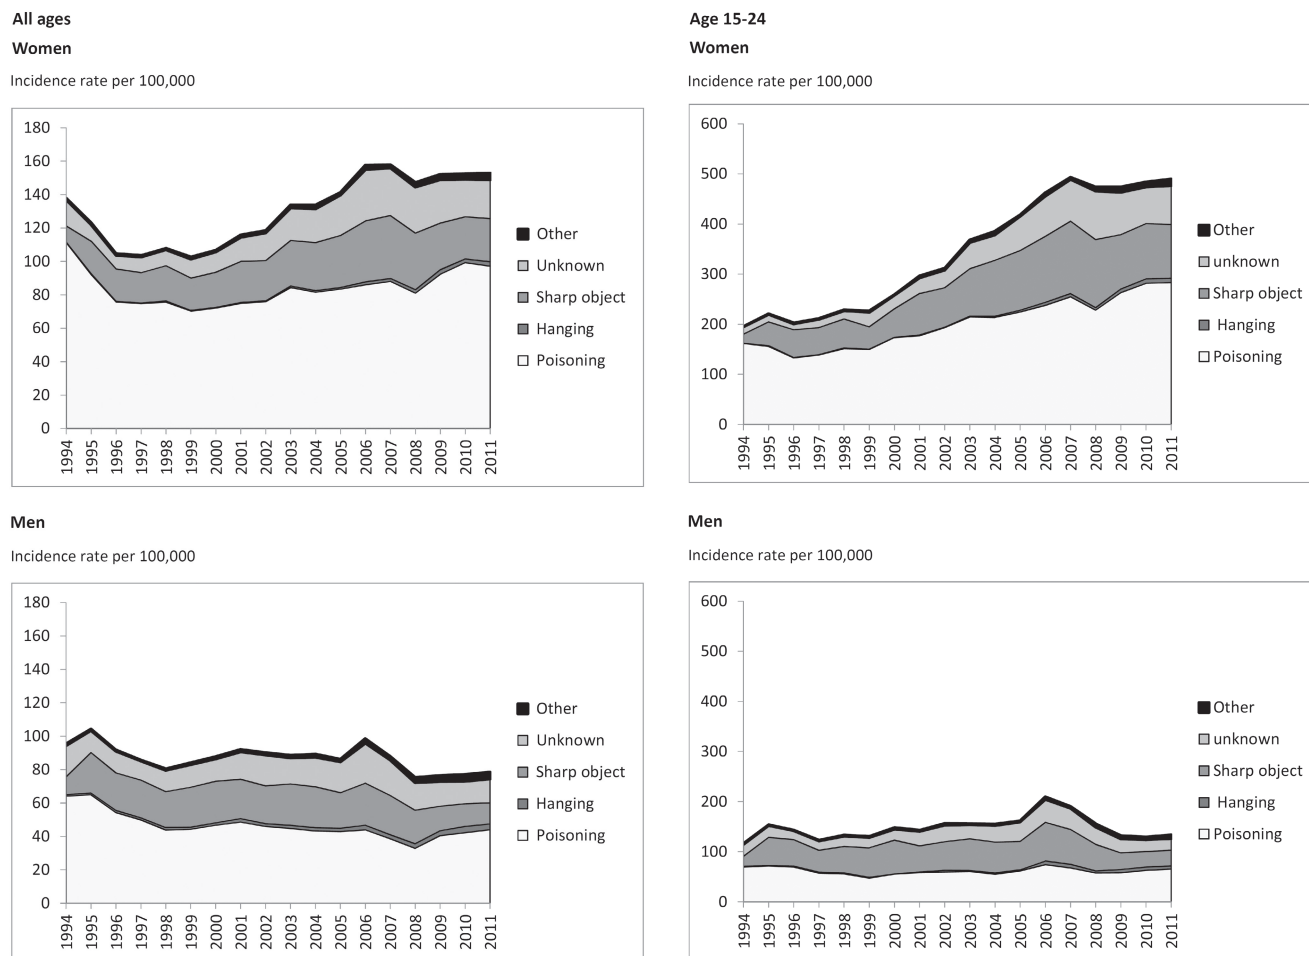 All ages
Women
Incidence rate per 100,000
180
160
140
120
100
80
60
40
20
0
1994 1995 1996 1997 1998 1999 2000 2001 2002 2003 2004 2005 2006 2007 2008 2009 2010 2011
Other
Unknown
Sharp object
Hanging
Poisoning
Age 15-24
Women
Incidence rate per 100,000
600
500
400
300
200
100
0
1994 1995 1996 1997 1998 1999 2000 2001 2002 2003 2004 2005 2006 2007 2008 2009 2010 2011
Other
unknown
Sharp object
Hanging
Poisoning
Men
Incidence rate per 100,000
180
160
140
120
100
80
60
40
20
0
1994 1995 1996 1997 1998 1999 2000 2001 2002 2003 2004 2005 2006 2007 2008 2009 2010 2011
Other
Unknown
Sharp object
Hanging
Poisoning
Men
Incidence rate per 100,000
600
500
400
300
200
100
0
1994 1995 1996 1997 1998 1999 2000 2001 2002 2003 2004 2005 2006 2007 2008 2009 2010 2011
Other
unknown
Sharp object
Hanging
Poisoning